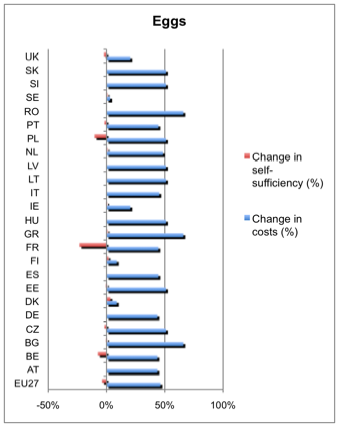 Eggs
UK
SK
SI
SE
RO
PT
PL
NL
LV
LT
IT
IE
HU
GR
FR
FI
ES
EE
DK
DE
CZ
BG
BE
AT
EU27
-50% 0% 50% 100%
Change in
self-
sufficiency (%)
Change in
costs (%)